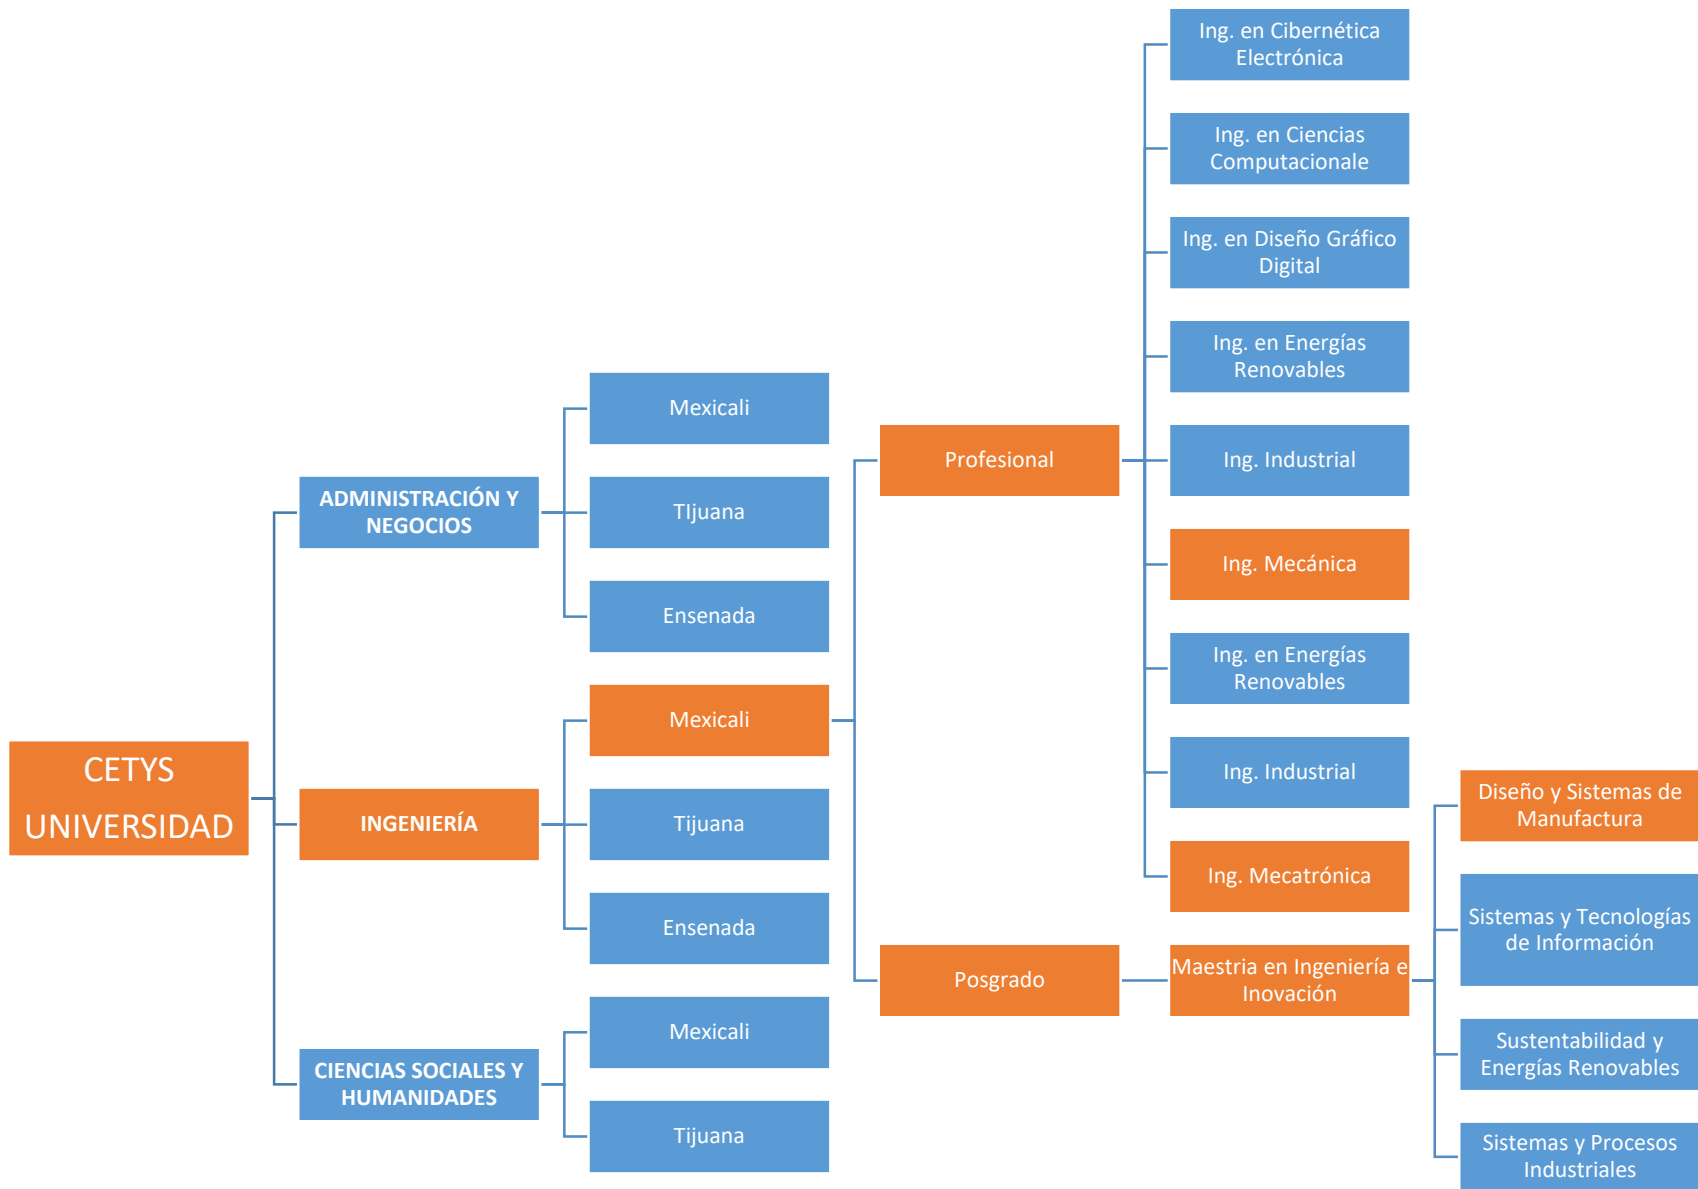 CETYS
UNIVERSIDAD
ADMINISTRACIÓN Y
NEGOCIOS
Mexicali
TIjuana
Ensenada
INGENIERÍA
Mexicali
Profesional
Ing. en Cibernética
Electrónica
Ing. en Ciencias
Computacionale
Ing. en Diseño Gráfico
Digital
Ing. en Energías
Renovables
Ing. Industrial
Ing. Mecánica
Ing. en Energías
Renovables
Ing. Industrial
Ing. Mecatrónica
Posgrado
Maestria en Ingeniería e
Inovación
Diseño y Sistemas de
Manufactura
Sistemas y Tecnologías
de Información
Sustentabilidad y
Energías Renovables
Sistemas y Procesos
Industriales
Tijuana
Ensenada
CIENCIAS SOCIALES Y
HUMANIDADES
Mexicali
Tijuana